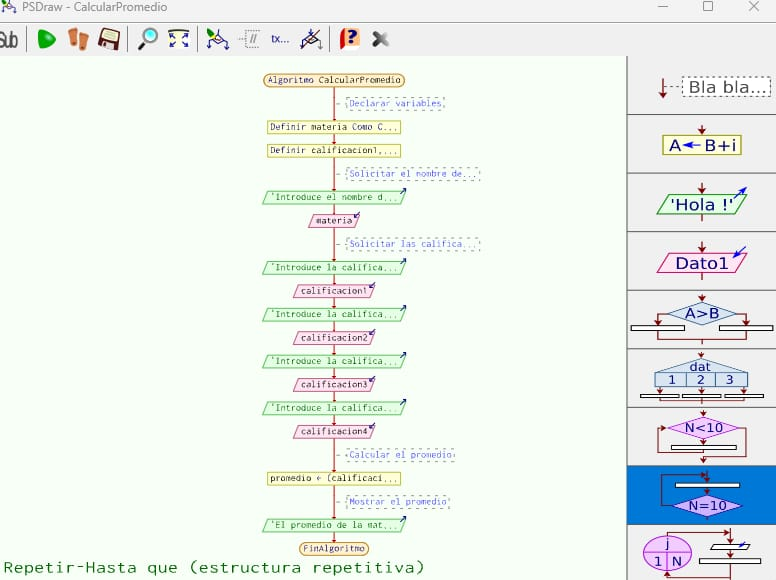 PSDraw - CalcularPromedio
Sub
tx...
?
Algoritmo CalcularPromedio
Declarar variables
Definir materia Como C...
Definir calificacion1,...
Solicitar el nombre de...
'Introduce el nombre d...
materia
Solicitar las califica...
'Introduce la califica...
calificacion1
'Introduce la califica...
calificacion2
'Introduce la califica...
calificacion3
'Introduce la califica...
calificacion4
Calcular el promedio
promedio ← (calificaci...
Mostrar el promedio
'El promedio de la mat...
FinAlgoritmo
Repetir-Hasta que (estructura repetitiva)
Bla bla...
A←B+i
'Hola !'
Dato1
A>B
dat
1 2 3
N<10
N=10
j
1 N